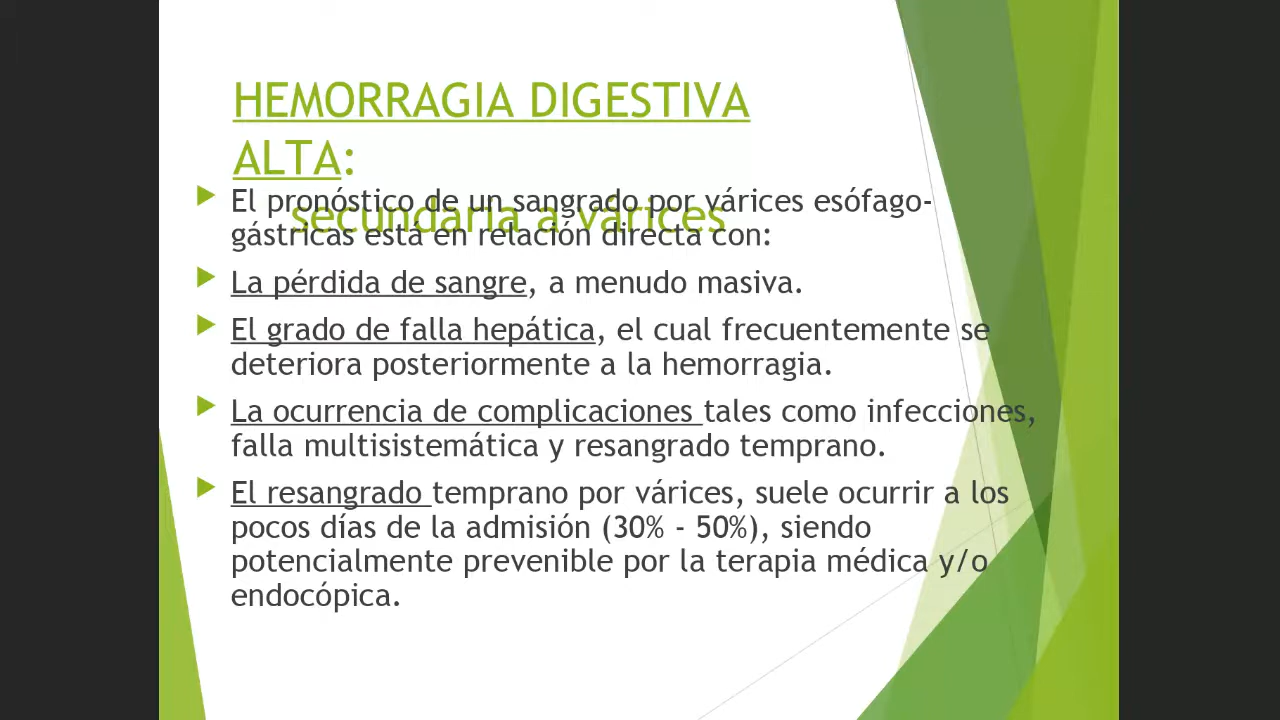 HEMORRAGIA DIGESTIVA
ALTA:
secundaria a várices
El pronóstico de un sangrado por várices esófago-
gástricas está en relación directa con:
La pérdida de sangre, a menudo masiva.
El grado de falla hepática, el cual frecuentemente se
deteriora posteriormente a la hemorragia.
La ocurrencia de complicaciones tales como infecciones,
falla multisistemática y resangrado temprano.
El resangrado temprano por várices, suele ocurrir a los
pocos días de la admisión (30% - 50%), siendo
potencialmente prevenible por la terapia médica y/o
endocópica.